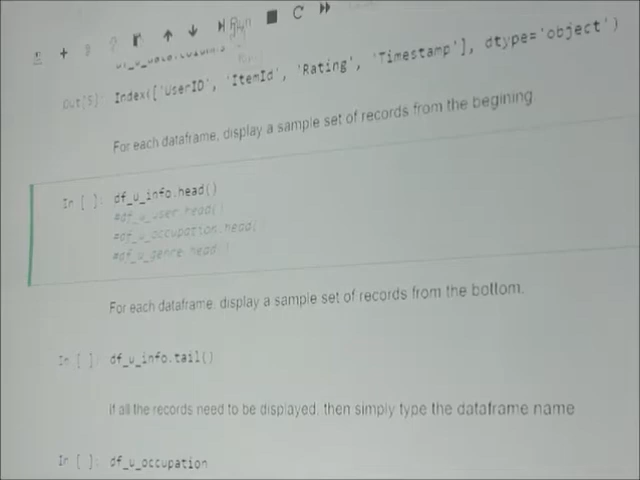 Run
Out[5] Index(['UserID', 'ItemId', 'Rating', 'Timestamp'], dtype='object')
For each dataframe, display a sample set of records from the begining
In [ ]: df_u_info.head()
#df_u_user.head()
#df_u_occupation.head(
#df_u_genre.head()
For each dataframe, display a sample set of records from the bottom.
In [ ]: df_u_info.tail()
If all the records need to be displayed, then simply type the dataframe name
In [ ]: df_u_occupation